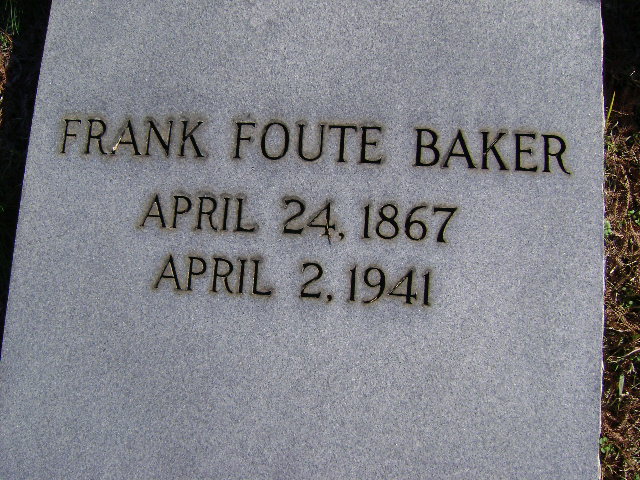 FRANK FOUTE BAKER
APRIL 24, 1867
APRIL 2, 1941